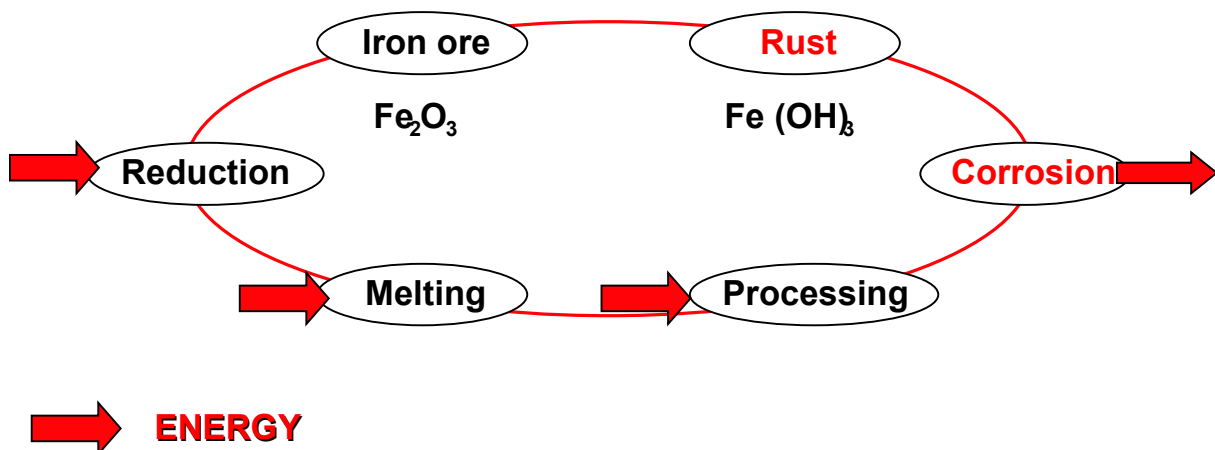 Iron ore Rust
Fe₂O₃ Fe (OH)₃
Reduction Corrosion
Melting Processing
ENERGY